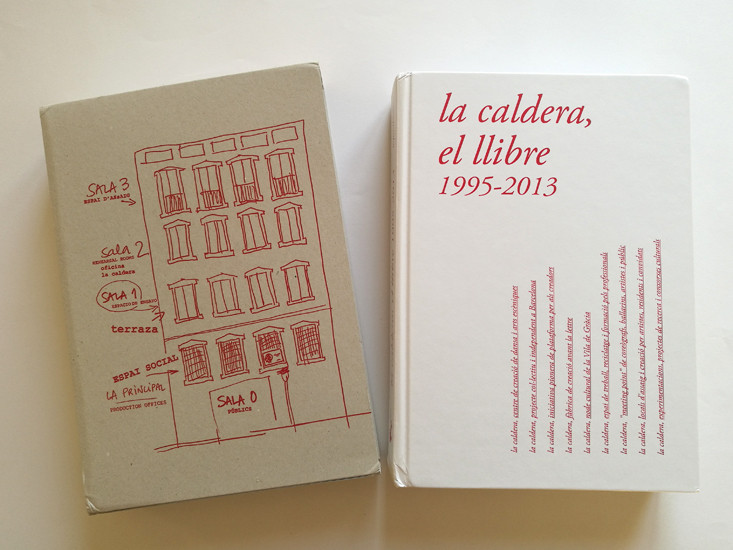 SALA 3
ESPAI D'ASSAIG
Sala 2
oficina
la caldera
SALA 1
terraza
ESPAI SOCIAL
LA PRINCIPAL
PRODUCTION OFFICES
SALA 0
PÚBLICA
la caldera,
el llibre
1995-2013
la caldera, centre de creació de dansa i arts escèniques
la caldera, projecte col·lectiu i independent a Barcelona
la caldera, iniciativa pionera de plataforma per als creadors
la caldera, fàbrica de creació avant la lettre
la caldera, node cultural de la Vila de Gràcia
la caldera, espai de treball, reciclatge i formació pels professionals
la caldera, "meeting point" de coreògrafs, ballarins, artistes i públic
la caldera, locals d'assaig i creació per artistes, residents i convidats
la caldera, experimentacions, projectes de recerca i consorcis culturals